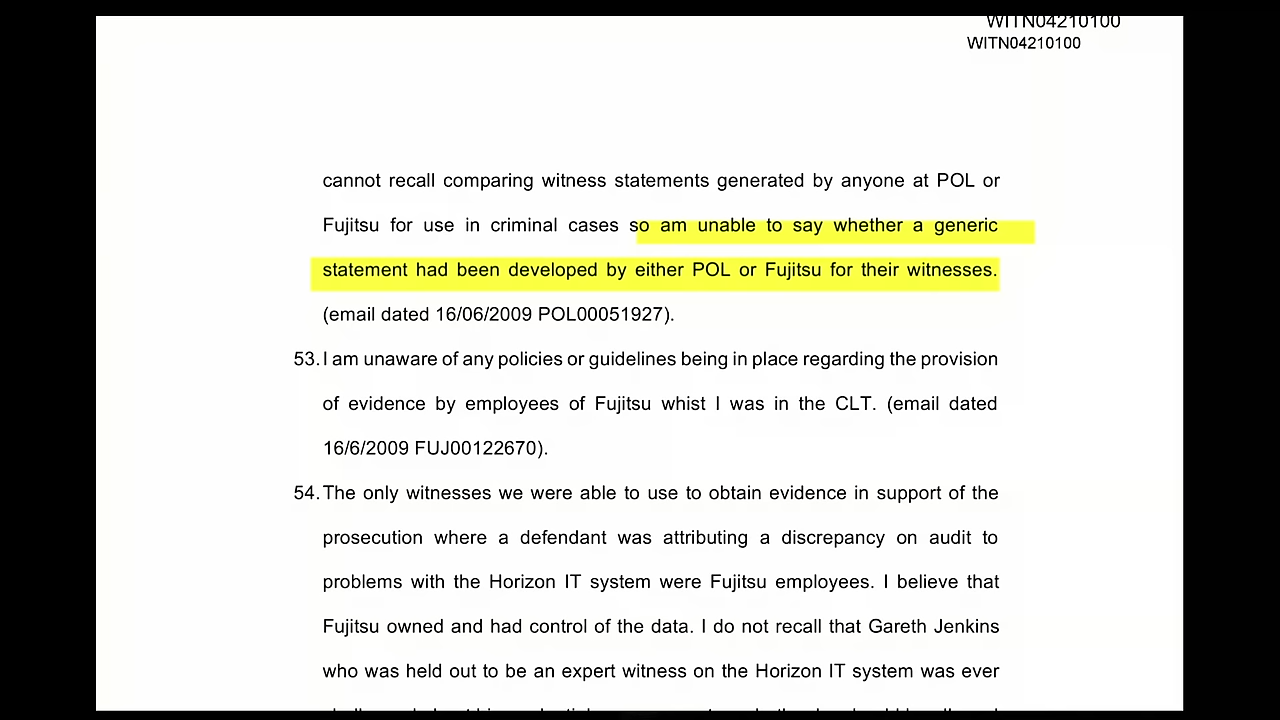 WITN04210100
WITN04210100
cannot recall comparing witness statements generated by anyone at POL or
Fujitsu for use in criminal cases so am unable to say whether a generic
statement had been developed by either POL or Fujitsu for their witnesses.
(email dated 16/06/2009 POL00051927).
53. I am unaware of any policies or guidelines being in place regarding the provision
of evidence by employees of Fujitsu whist I was in the CLT. (email dated
16/6/2009 FUJ00122670).
54. The only witnesses we were able to use to obtain evidence in support of the
prosecution where a defendant was attributing a discrepancy on audit to
problems with the Horizon IT system were Fujitsu employees. I believe that
Fujitsu owned and had control of the data. I do not recall that Gareth Jenkins
who was held out to be an expert witness on the Horizon IT system was ever